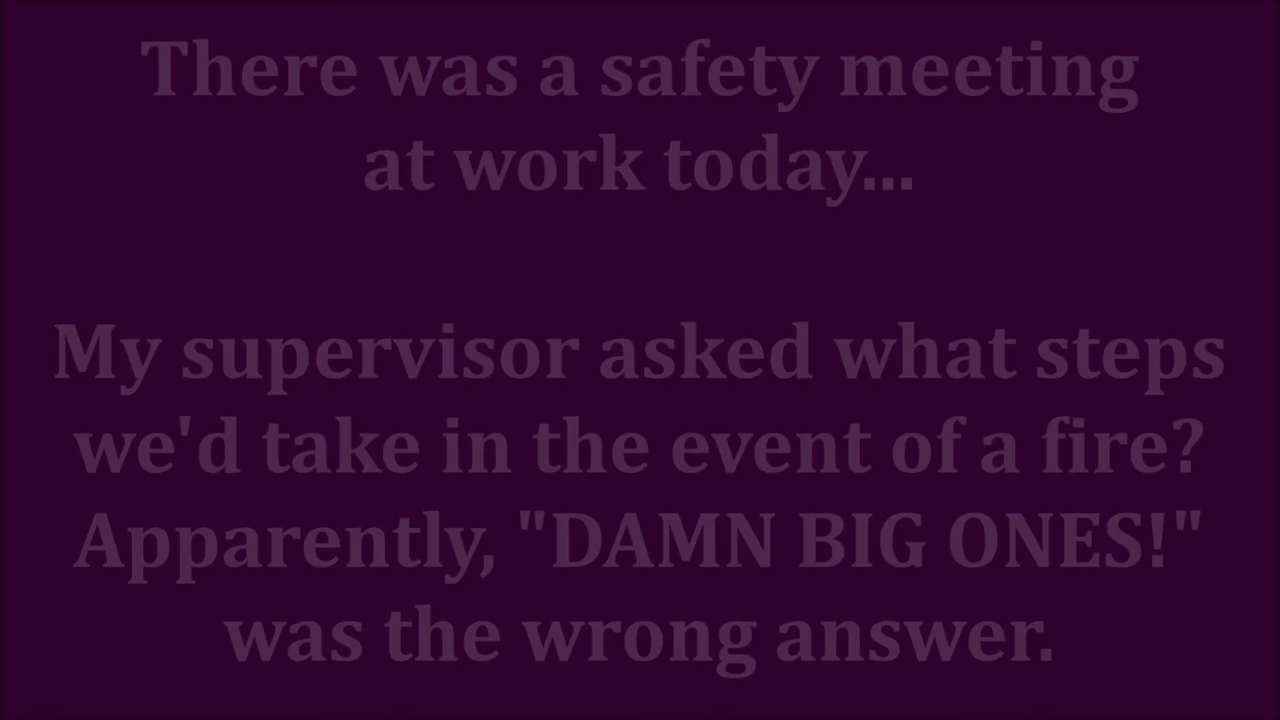 There was a safety meeting
at work today...
My supervisor asked what steps
we'd take in the event of a fire?
Apparently, "DAMN BIG ONES!"
was the wrong answer.